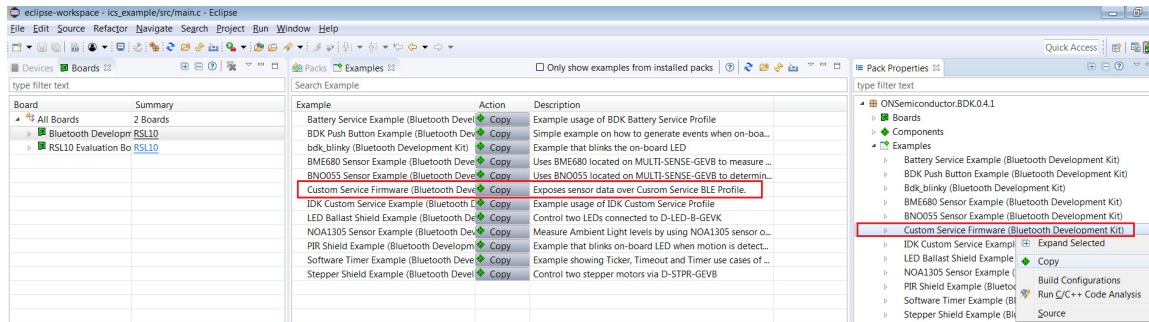 eclipse-workspace - ics_example/src/main.c - Eclipse
File Edit Source Refactor Navigate Search Project Run Window Help
Quick Access
Devices Boards
Packs Examples
Only show examples from installed packs
Pack Properties
type filter text
Search Example
type filter text
Board Summary
Example Action Description
All Boards 2 Boards
Bluetooth Developm RSL10
RSL10 Evaluation Bo RSL10
Battery Service Example (Bluetooth Devel Copy Example usage of BDK Battery Service Profile
BDK Push Button Example (Bluetooth Dev Copy Simple example on how to generate events when on-boa...
bdk_blinky (Bluetooth Development Kit) Copy Example that blinks the on-board LED
BME680 Sensor Example (Bluetooth Deve Copy Uses BME680 located on MULTI-SENSE-GEVB to measure ...
BNO055 Sensor Example (Bluetooth Deve Copy Uses BNO055 located on MULTI-SENSE-GEVB to determin...
Custom Service Firmware (Bluetooth Deve Copy Exposes sensor data over Cusrom Service BLE Profile.
IDK Custom Service Example (Bluetooth D Copy Example usage of IDK Custom Service Profile
LED Ballast Shield Example (Bluetooth De Copy Control two LEDs connected to D-LED-B-GEVK
NOA1305 Sensor Example (Bluetooth Dev Copy Measure Ambient Light levels by using NOA1305 sensor o...
PIR Shield Example (Bluetooth Developm Copy Example that blinks on-board LED when motion is detect...
Software Timer Example (Bluetooth Devel Copy Example showing Ticker, Timeout and Timer use cases of ...
Stepper Shield Example (Bluetooth Devel Copy Control two stepper motors via D-STPR-GEVB
ONSemiconductor.BDK.0.4.1
Boards
Components
Examples
Battery Service Example (Bluetooth Development Kit)
BDK Push Button Example (Bluetooth Development Kit)
Bdk_blinky (Bluetooth Development Kit)
BME680 Sensor Example (Bluetooth Development Kit)
BNO055 Sensor Example (Bluetooth Development Kit)
Custom Service Firmware (Bluetooth Development Kit)
IDK Custom Service Exampl
LED Ballast Shield Example
NOA1305 Sensor Example (
PIR Shield Example (Bluetoo
Software Timer Example (Bl
Stepper Shield Example (Bl
Expand Selected
Copy
Build Configurations
Run C/C++ Code Analysis
Source